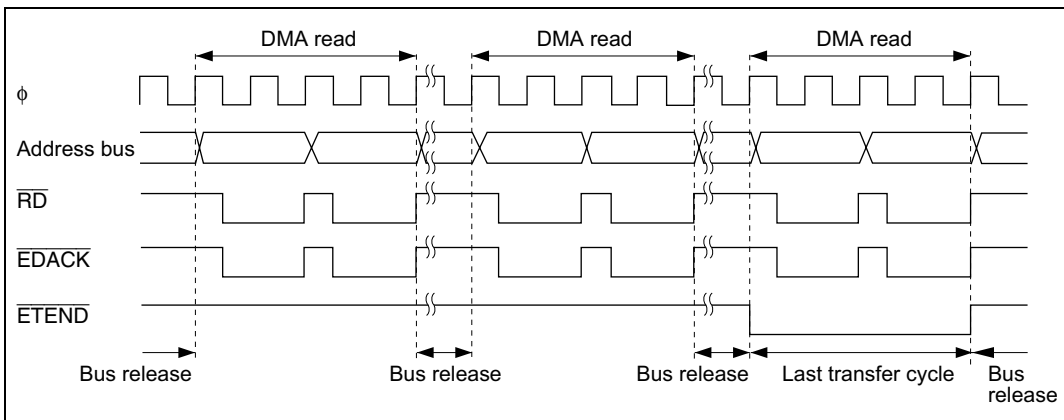 DMA read DMA read DMA read
ϕ
Address bus
RD
EDACK
ETEND
Bus release Bus release Bus release Last transfer cycle Bus
release